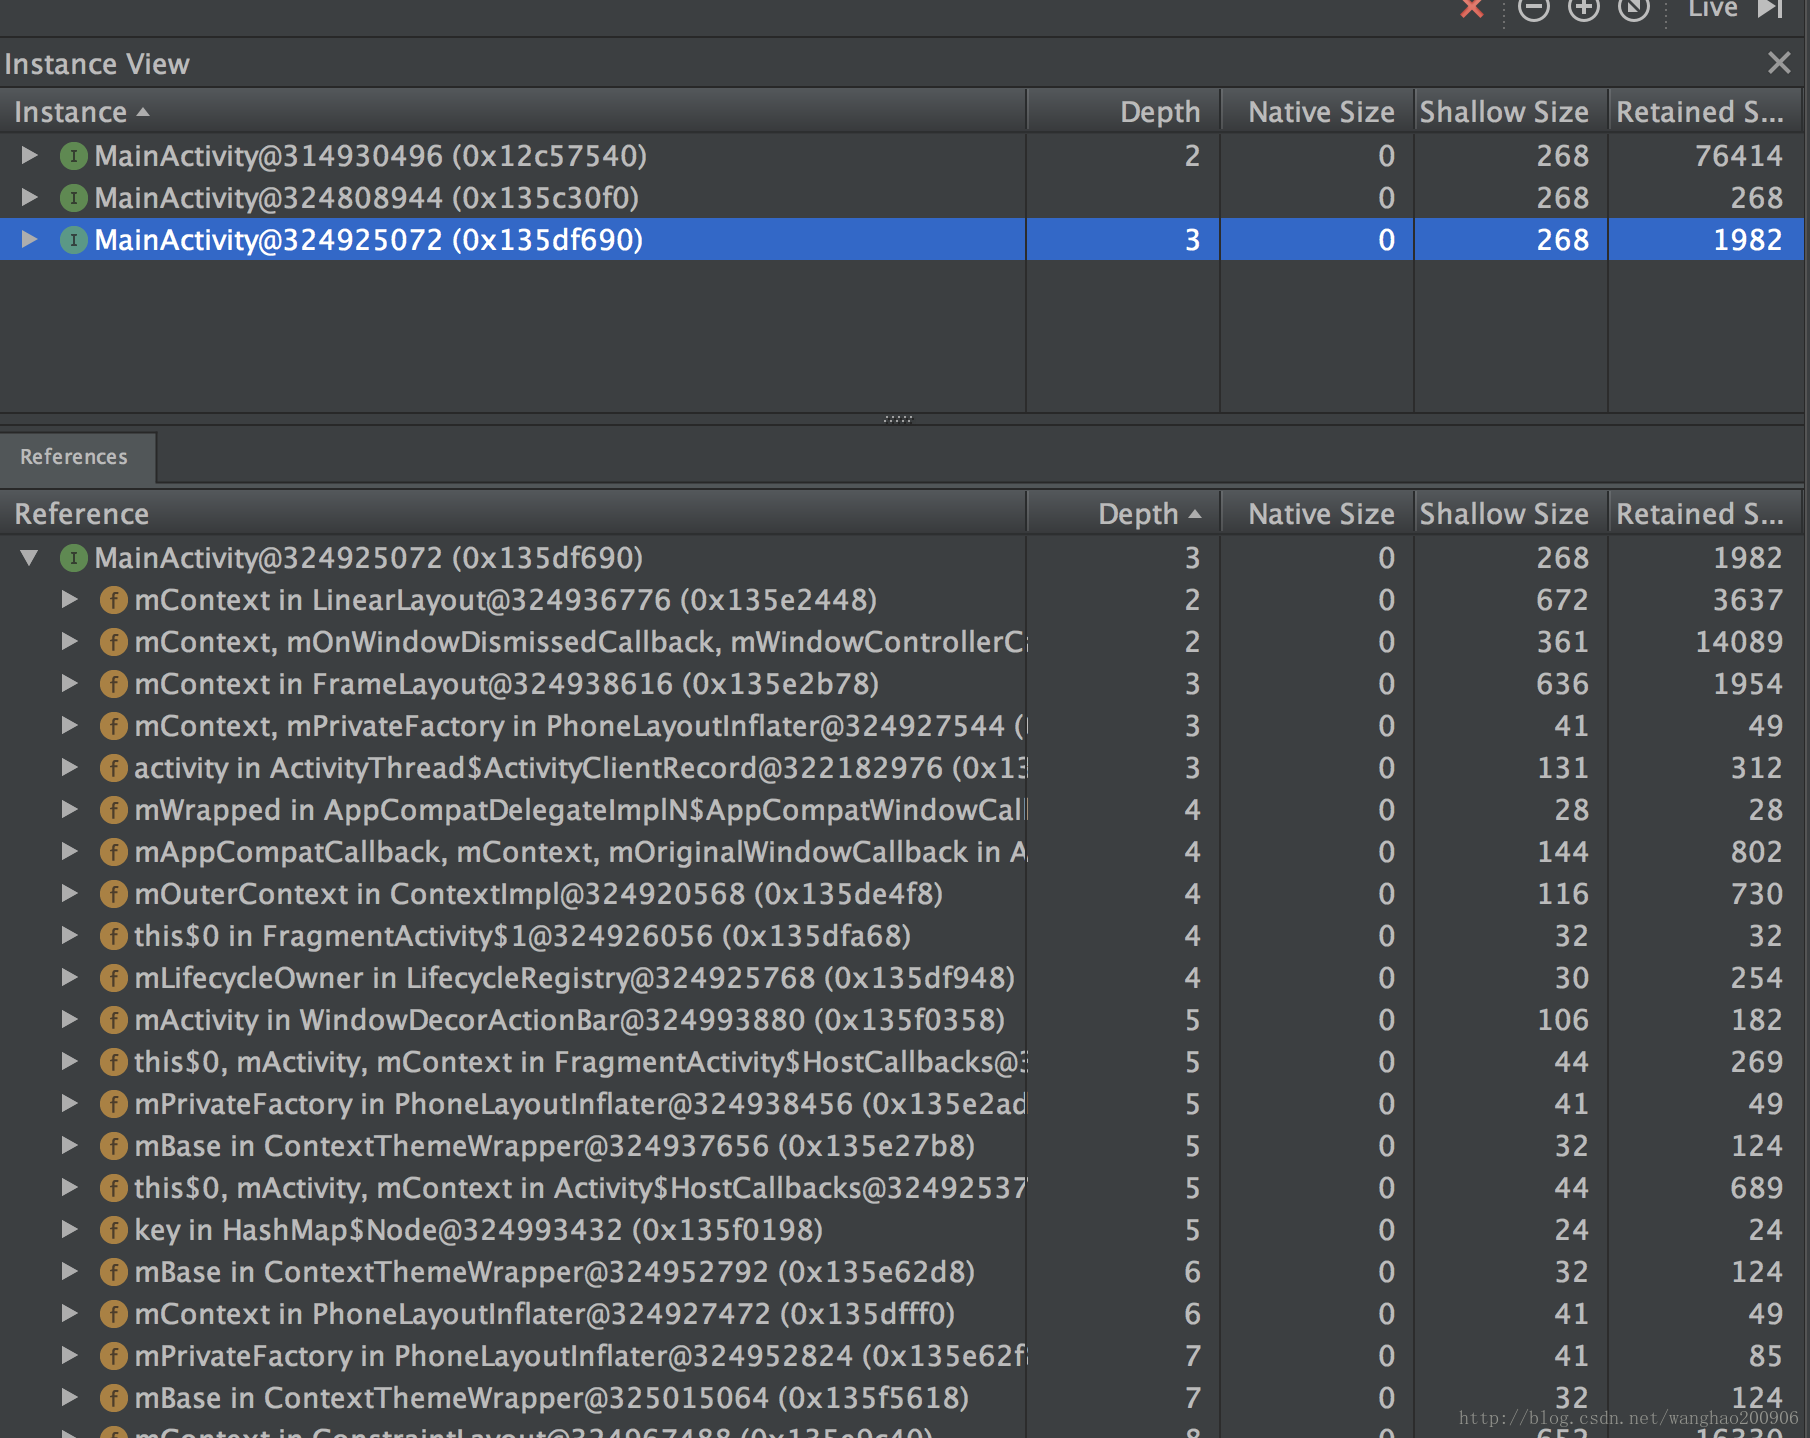 Live
Instance View
Instance Depth Native Size Shallow Size Retained S...
MainActivity@314930496 (0x12c57540) 2 0 268 76414
MainActivity@324808944 (0x135c30f0) 0 268 268
MainActivity@324925072 (0x135df690) 3 0 268 1982
References
Reference Depth Native Size Shallow Size Retained S...
MainActivity@324925072 (0x135df690) 3 0 268 1982
mContext in LinearLayout@324936776 (0x135e2448) 2 0 672 3637
mContext, mOnWindowDismissedCallback, mWindowControllerCa 2 0 361 14089
mContext in FrameLayout@324938616 (0x135e2b78) 3 0 636 1954
mContext, mPrivateFactory in PhoneLayoutInflater@324927544 ( 3 0 41 49
activity in ActivityThread$ActivityClientRecord@322182976 (0x13 3 0 131 312
mWrapped in AppCompatDelegateImplN$AppCompatWindowCall 4 0 28 28
mAppCompatCallback, mContext, mOriginalWindowCallback in A 4 0 144 802
mOuterContext in ContextImpl@324920568 (0x135de4f8) 4 0 116 730
this$0 in FragmentActivity$1@324926056 (0x135dfa68) 4 0 32 32
mLifecycleOwner in LifecycleRegistry@324925768 (0x135df948) 4 0 30 254
mActivity in WindowDecorActionBar@324993880 (0x135f0358) 5 0 106 182
this$0, mActivity, mContext in FragmentActivity$HostCallbacks@3 5 0 44 269
mPrivateFactory in PhoneLayoutInflater@324938456 (0x135e2ad 5 0 41 49
mBase in ContextThemeWrapper@324937656 (0x135e27b8) 5 0 32 124
this$0, mActivity, mContext in Activity$HostCallbacks@32492537 5 0 44 689
key in HashMap$Node@324993432 (0x135f0198) 5 0 24 24
mBase in ContextThemeWrapper@324952792 (0x135e62d8) 6 0 32 124
mContext in PhoneLayoutInflater@324927472 (0x135dfff0) 6 0 41 49
mPrivateFactory in PhoneLayoutInflater@324952824 (0x135e62f 7 0 41 85
mBase in ContextThemeWrapper@325015064 (0x135f5618) 7 0 32 124
mContext in ConstraintLayout@324967488 (0x135e9c40) 8 0 652 16330
http://blog.csdn.net/wanghao200906